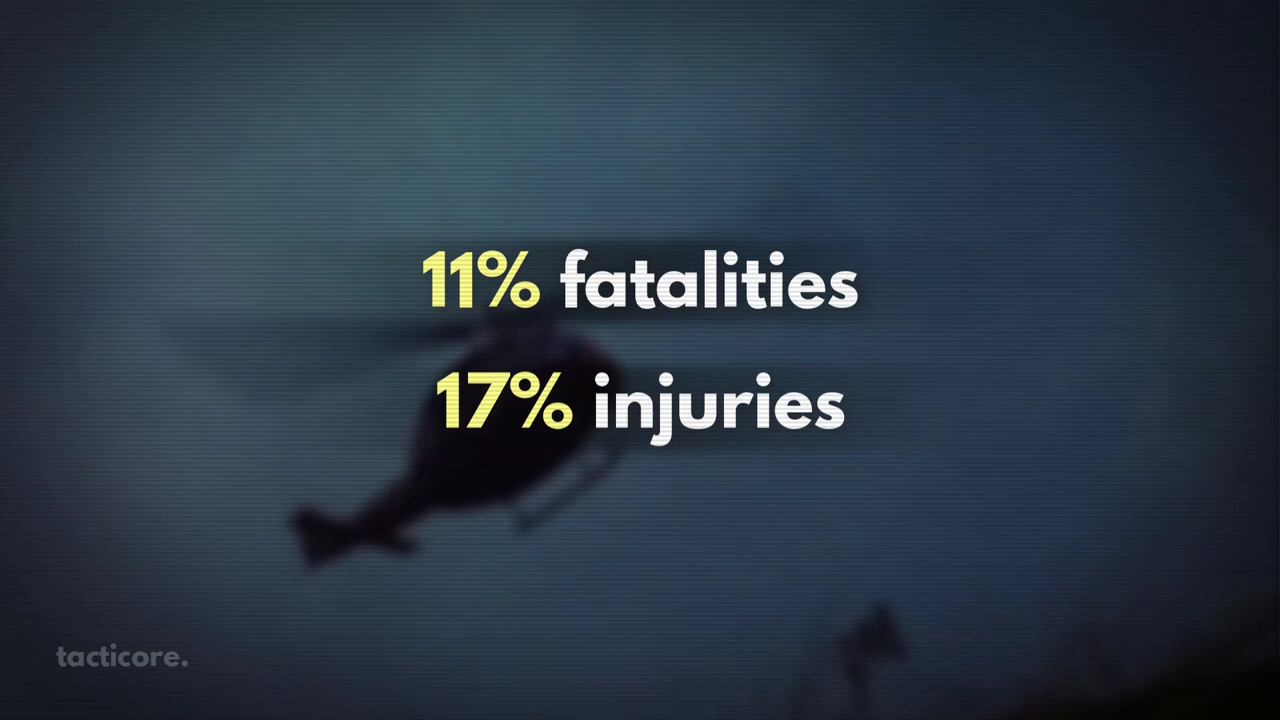 11% fatalities
17% injuries
tacticore.